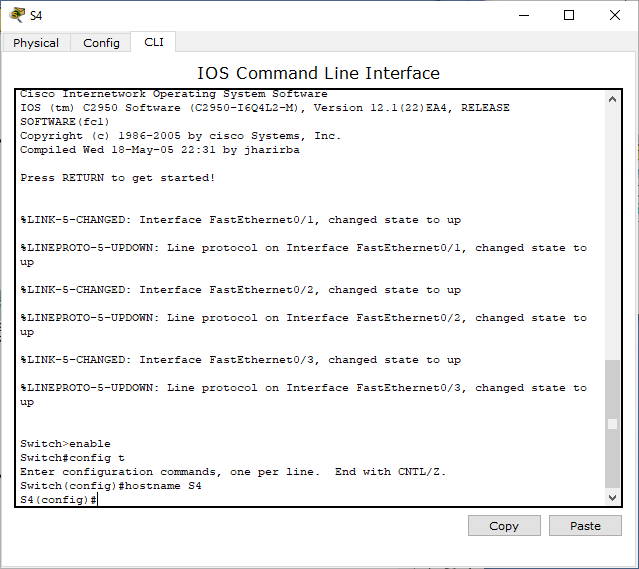 S4
Physical
Config
CLI
IOS Command Line Interface
Cisco Internetwork Operating System Software
IOS (tm) C2950 Software (C2950-I6Q4L2-M), Version 12.1(22)EA4, RELEASE
SOFTWARE(fc1)
Copyright (c) 1986-2005 by cisco Systems, Inc.
Compiled Wed 18-May-05 22:31 by jharirba
Press RETURN to get started!
%LINK-5-CHANGED: Interface FastEthernet0/1, changed state to up
%LINEPROTO-5-UPDOWN: Line protocol on Interface FastEthernet0/1, changed state to
up
%LINK-5-CHANGED: Interface FastEthernet0/2, changed state to up
%LINEPROTO-5-UPDOWN: Line protocol on Interface FastEthernet0/2, changed state to
up
%LINK-5-CHANGED: Interface FastEthernet0/3, changed state to up
%LINEPROTO-5-UPDOWN: Line protocol on Interface FastEthernet0/3, changed state to
up
Switch>enable
Switch#config t
Enter configuration commands, one per line.  End with CNTL/Z.
Switch(config)#hostname S4
S4(config)#
Copy
Paste